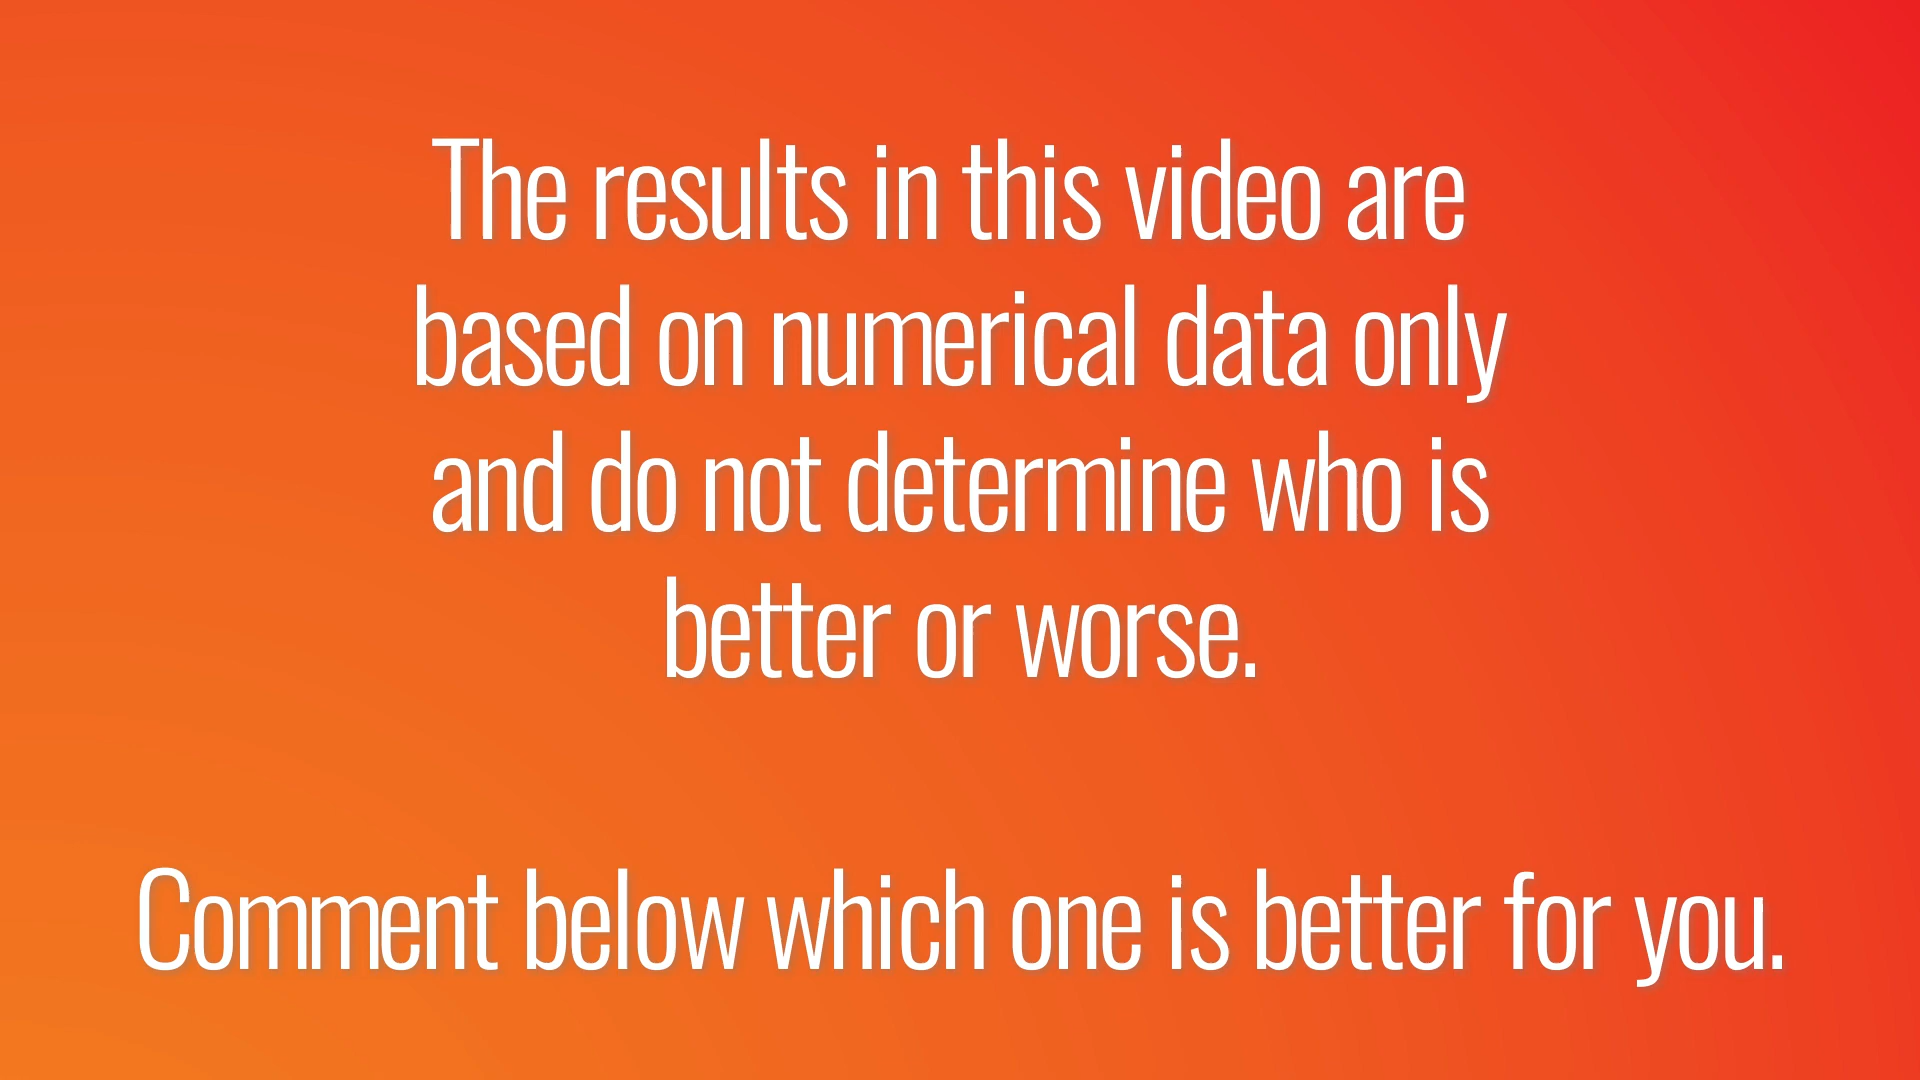 The results in this video are
based on numerical data only
and do not determine who is
better or worse.
Comment below which one is better for you.